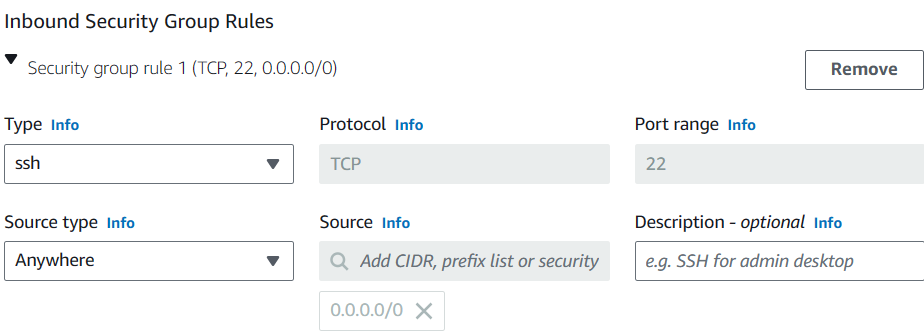 Inbound Security Group Rules
Security group rule 1 (TCP, 22, 0.0.0.0/0)
Remove
Type Info
Protocol Info
Port range Info
ssh
TCP
22
Source type Info
Source Info
Description - optional Info
Anywhere
Add CIDR, prefix list or security
e.g. SSH for admin desktop
0.0.0.0/0